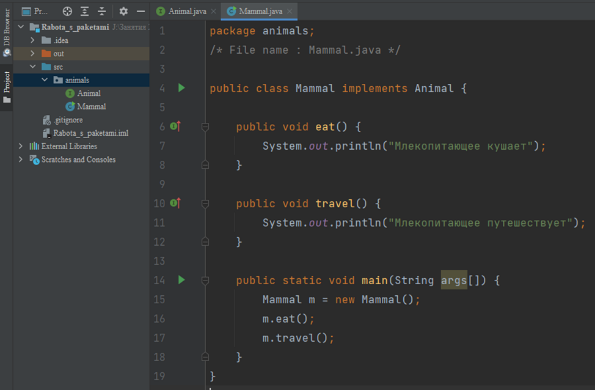 Pr...
Animal.java
Mammal.java
DB Browser
Project
Rabota_s_paketami
.idea
out
src
animals
Animal
Mammal
.gitignore
Rabota_s_paketami.iml
External Libraries
Scratches and Consoles
1 package animals;
2 /* File name : Mammal.java */
3
4 public class Mammal implements Animal {
5
6 public void eat() {
7 System.out.println("Млекопитающее кушает");
8 }
9
10 public void travel() {
11 System.out.println("Млекопитающее путешествует");
12 }
13
14 public static void main(String args[]) {
15 Mammal m = new Mammal();
16 m.eat();
17 m.travel();
18 }
19 }